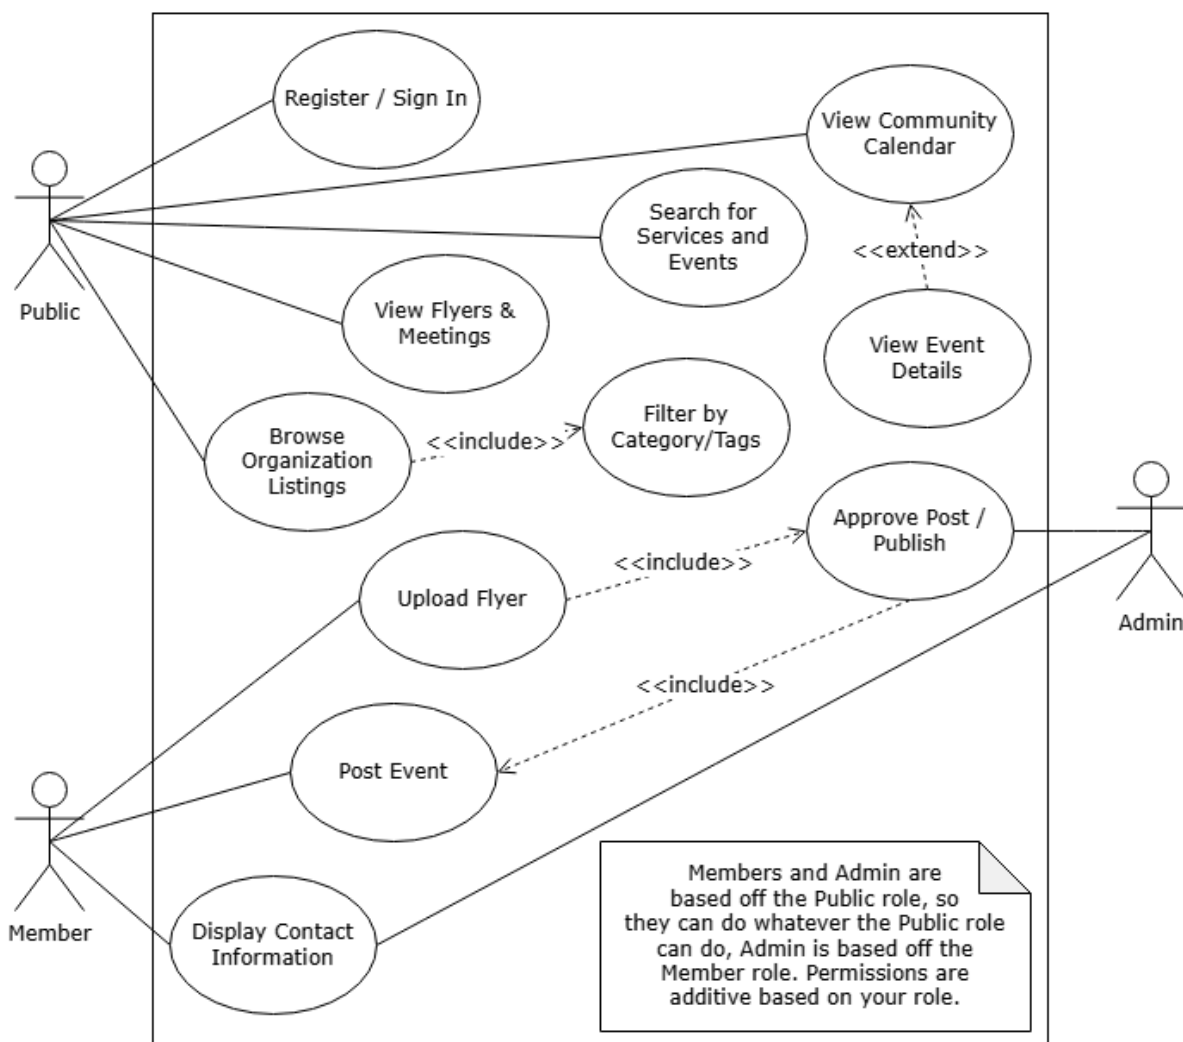 Register / Sign In
View Community
Calendar
Search for
Services and
Events
<<extend>>
Public
View Flyers &
Meetings
View Event
Details
Browse
Organization
Listings
<<include>>
Filter by
Category/Tags
Approve Post /
Publish
<<include>>
Upload Flyer
Admin
<<include>>
Post Event
Member
Display Contact
Information
Members and Admin are
based off the Public role, so
they can do whatever the Public role
can do, Admin is based off the
Member role. Permissions are
additive based on your role.